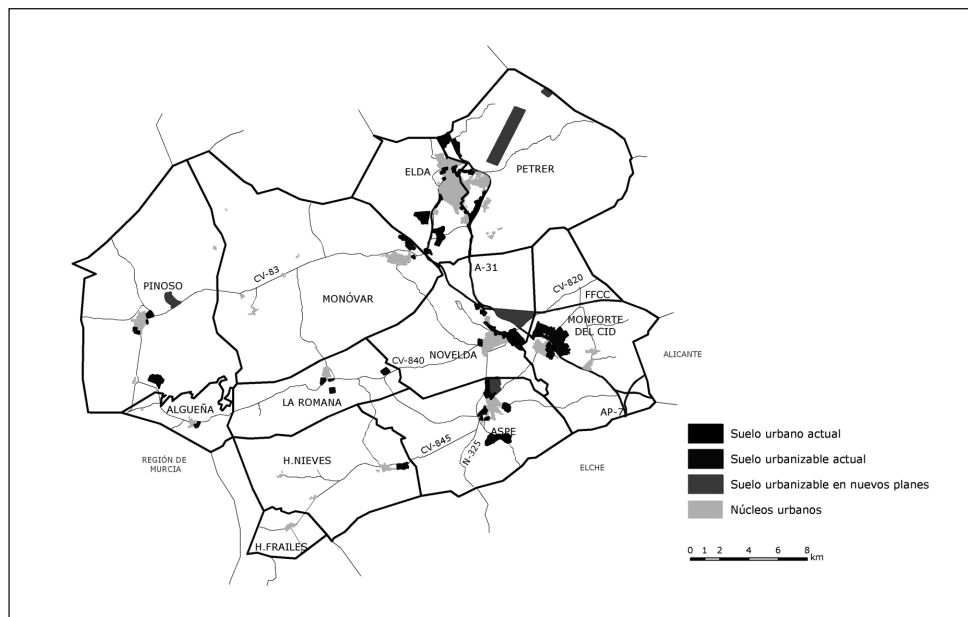 PETRER
ELDA
A-31
CV-820
CV-83
FFCC
PINOSO
MONÓVAR
MONFORTE
DEL CID
NOVELDA
ALICANTE
CV-840
LA ROMANA
ALGUEÑA
AP-7
ASPE
CV-845
N-325
REGIÓN DE
MURCIA
H.NIEVES
ELCHE
H.FRAILES
Suelo urbano actual
Suelo urbanizable actual
Suelo urbanizable en nuevos planes
Núcleos urbanos
0 1 2 4 6 8
km